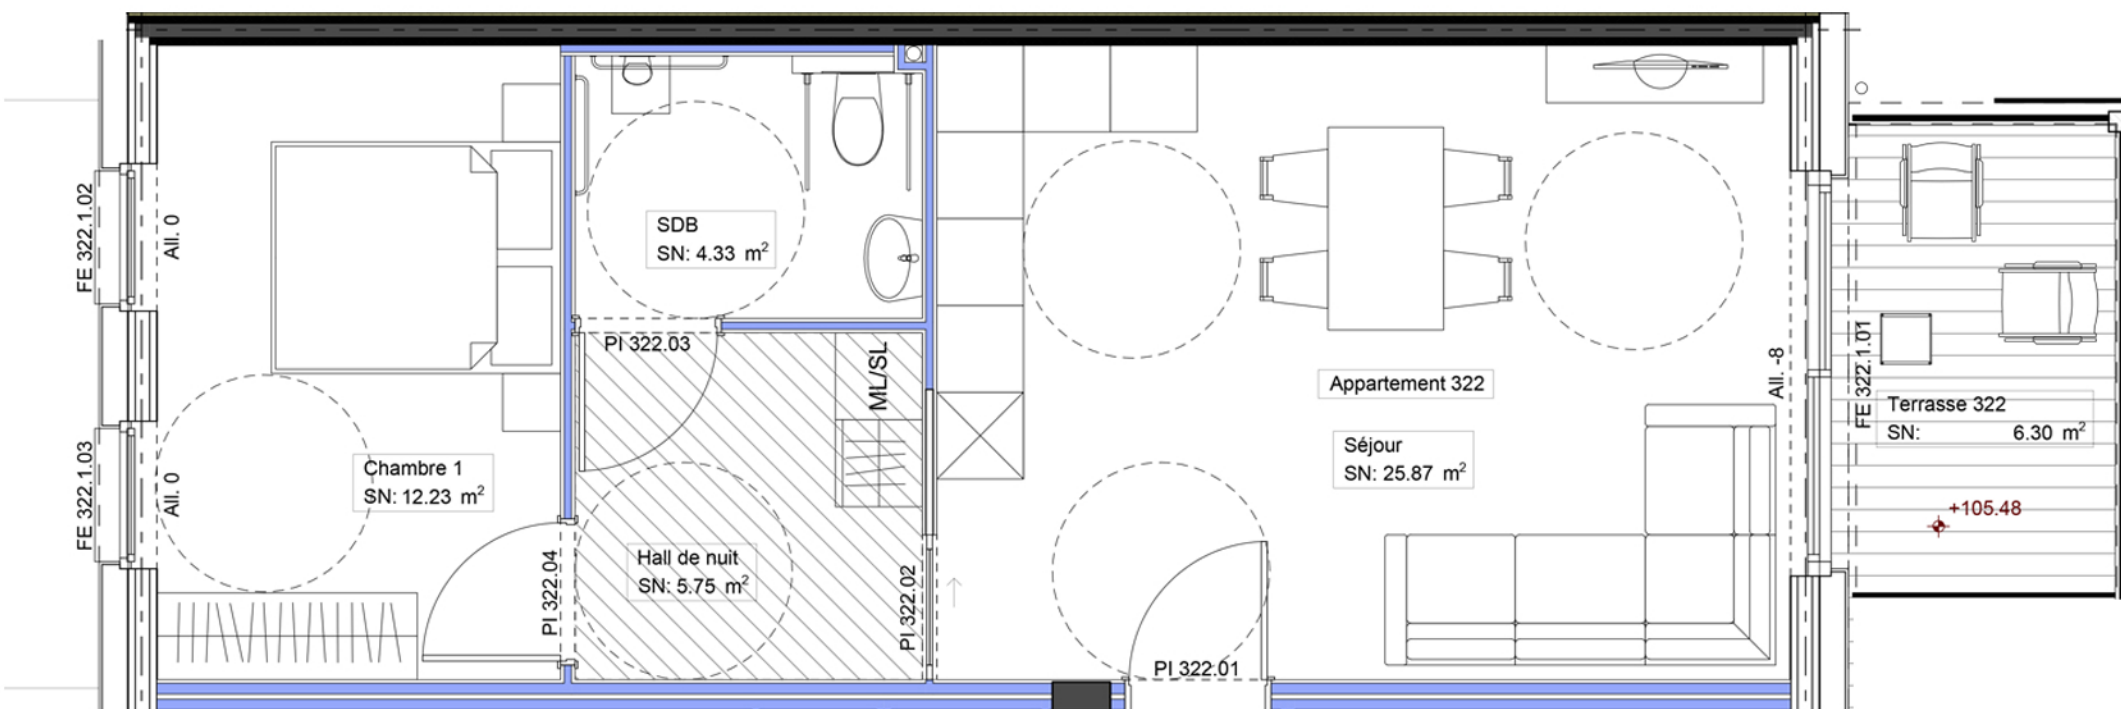 FE 322.1.02
All. 0
FE 322.1.03
All. 0
Chambre 1
SN: 12.23 m²
SDB
SN: 4.33 m²
PI 322.03
ML/SL
Hall de nuit
SN: 5.75 m²
PI 322.04
PI 322.02
Appartement 322
Séjour
SN: 25.87 m²
PI 322.01
All. -8
FE 322.1.01
Terrasse 322
SN: 6.30 m²
+105.48